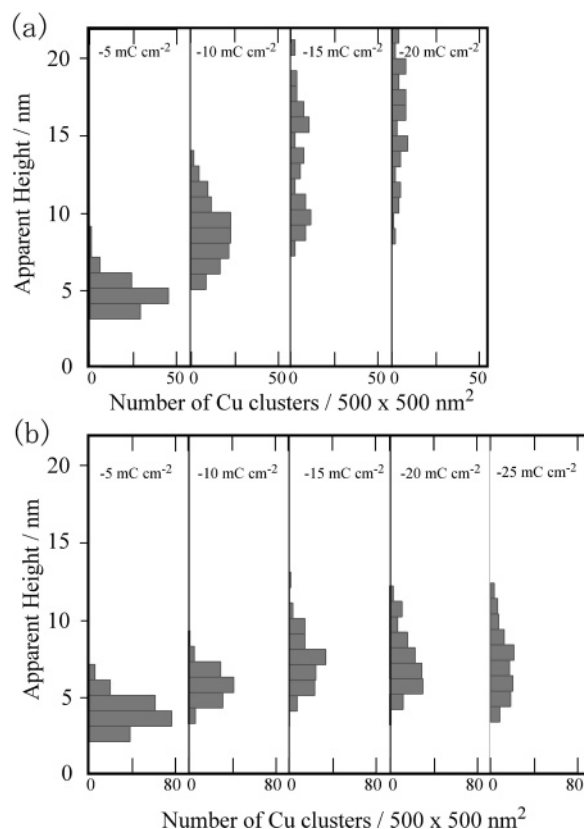 (a)
-5 mC cm-2 -10 mC cm-2 -15 mC cm-2 -20 mC cm-2
20
15
10
5
0
Apparent Height / nm
0 50 0 50 0 50 0 50
Number of Cu clusters / 500 x 500 nm2
(b)
-5 mC cm-2 -10 mC cm-2 -15 mC cm-2 -20 mC cm-2 -25 mC cm-2
20
15
10
5
0
Apparent Height / nm
0 80 0 80 0 80 0 80 0 80
Number of Cu clusters / 500 x 500 nm2